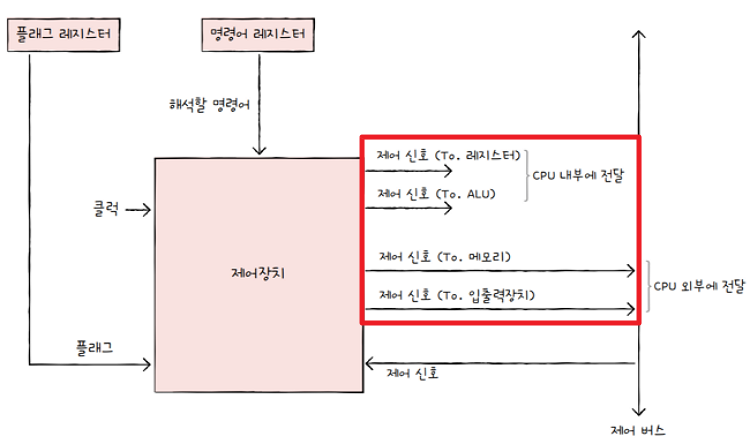 플래그 레지스터
명령어 레지스터
해석할 명령어
제어 신호 (To. 레지스터)
CPU 내부에 전달
제어 신호 (To. ALU)
클럭
제어장치
제어 신호 (To. 메모리)
CPU 외부에 전달
제어 신호 (To. 입출력장치)
플래그
제어 신호
제어 버스